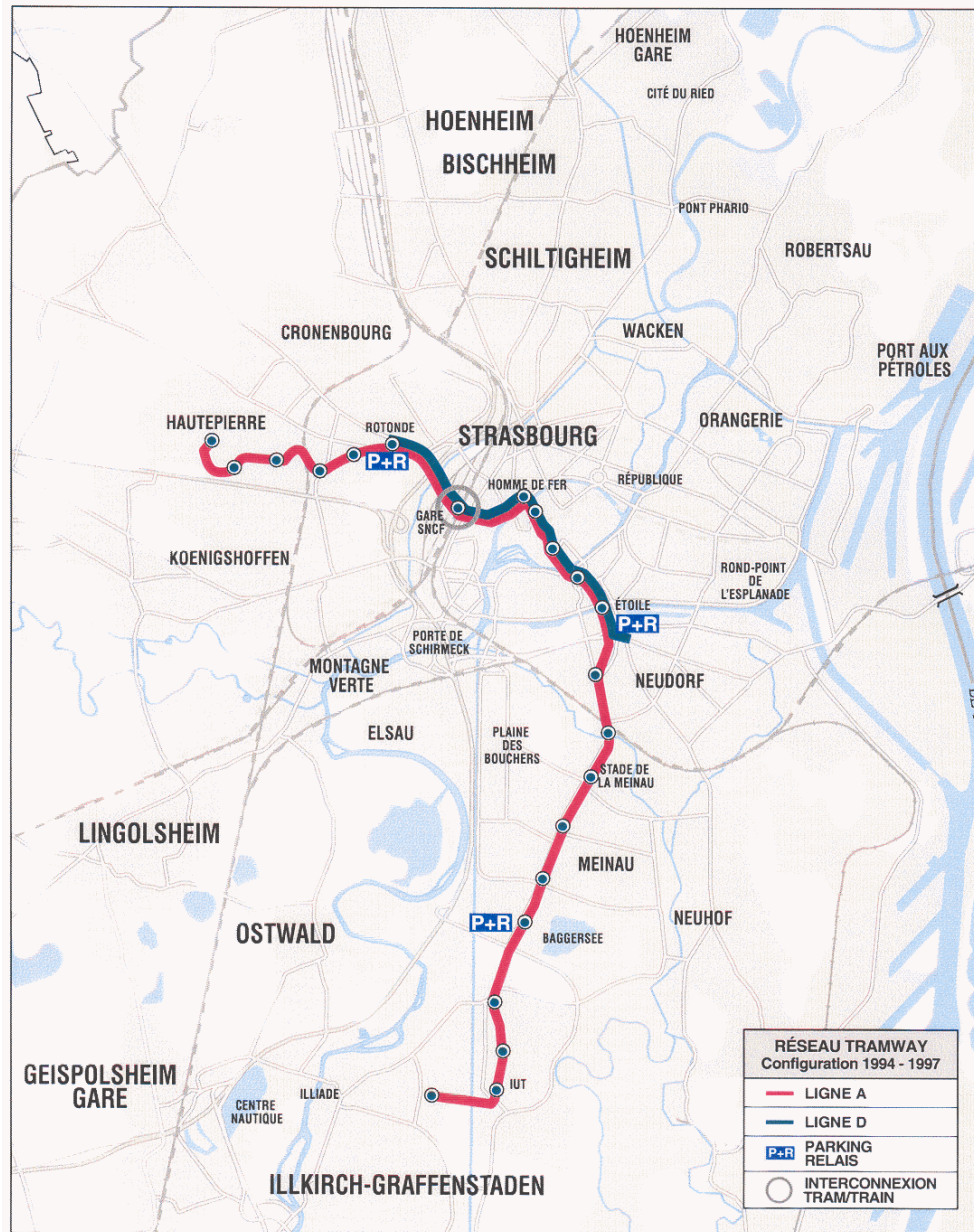 HOENHEIM
GARE
CITÉ DU RIED
HOENHEIM
BISCHHEIM
PONT PHARIO
ROBERTSAU
SCHILTIGHEIM
CRONENBOURG
WACKEN
PORT AUX
PÉTROLES
HAUTEPIERRE
ROTONDE
P+R
STRASBOURG
ORANGERIE
HOMME DE FER
RÉPUBLIQUE
GARE
SNCF
KOENIGSHOFFEN
ROND-POINT
DE
L'ESPLANADE
ÉTOILE
P+R
PORTE DE
SCHIRMECK
MONTAGNE
VERTE
NEUDORF
ELSAU
PLAINE
DES
BOUCHERS
STADE DE
LA MEINAU
LINGOLSHEIM
MEINAU
P+R
BAGGERSEE
NEUHOF
OSTWALD
GEISPOLSHEIM
GARE
CENTRE
NAUTIQUE
ILLIADE
IUT
ILLKIRCH-GRAFFENSTADEN
RÉSEAU TRAMWAY
Configuration 1994 - 1997
LIGNE A
LIGNE D
P+R PARKING
RELAIS
INTERCONNEXION
TRAM/TRAIN